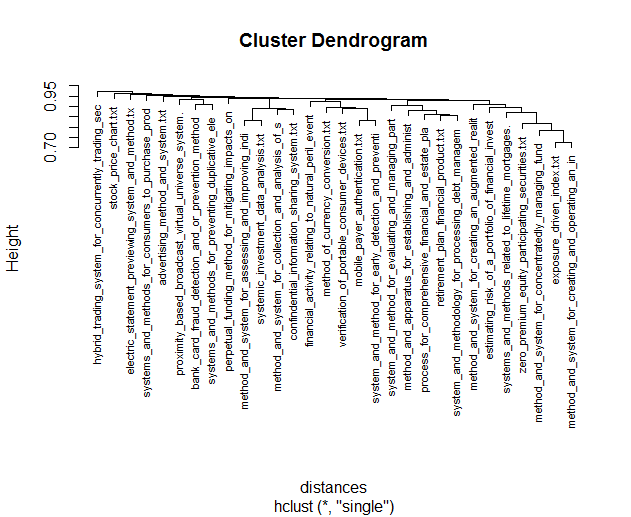 Cluster Dendrogram
Height
0.70
0.95
hybrid_trading_system_for_concurrently_trading_sec
stock_price_chart.txt
electric_statement_previewing_system_and_method.tx
systems_and_methods_for_consumers_to_purchase_prod
advertising_method_and_system.txt
proximity_based_broadcast_virtual_universe_system.
bank_card_fraud_detection_and_or_prevention_method
systems_and_methods_for_preventing_duplicative_ele
perpetual_funding_method_for_mitigating_impacts_on
method_and_system_for_assessing_and_improving_indi
systemic_investment_data_analysis.txt
method_and_system_for_collection_and_analysis_of_s
confindential_information_sharing_system.txt
financial_activity_relating_to_natural_peril_event
method_of_currency_conversion.txt
verification_of_portable_consumer_devices.txt
mobile_payer_authentication.txt
system_and_method_for_early_detection_and_preventi
system_and_method_for_evaluating_and_managing_part
method_and_apparatus_for_establishing_and_administ
process_for_comprehensive_financial_and_estate_pla
retirement_plan_financial_product.txt
system_and_methodology_for_processing_debt_managem
method_and_system_for_creating_an_augmented_realit
estimating_risk_of_a_portfolio_of_financial_invest
systems_and_methods_related_to_lifetime_mortgages.
zero_premium_equity_participating_securities.txt
method_and_system_for_concentratedly_managing_fund
exposure_driven_index.txt
method_and_system_for_creating_and_operating_an_in
distances
hclust (*, "single")